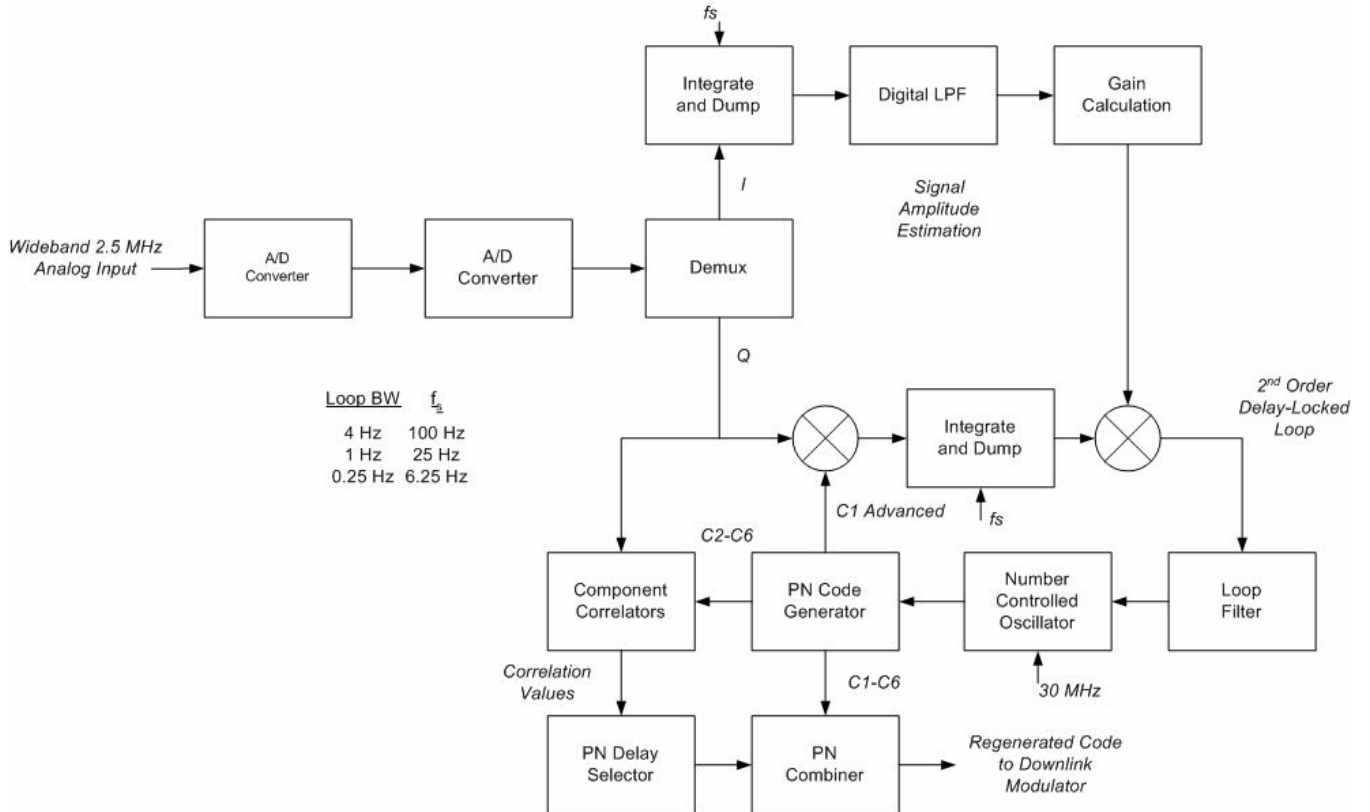 fs
Integrate
and Dump
Digital LPF
Gain
Calculation
I
Signal
Amplitude
Estimation
Wideband 2.5 MHz
Analog Input
A/D
Converter
A/D
Converter
Demux
Q
Loop BW fs
4 Hz 100 Hz
1 Hz 25 Hz
0.25 Hz 6.25 Hz
Integrate
and Dump
2nd Order
Delay-Locked
Loop
C1 Advanced
fs
C2-C6
Component
Correlators
PN Code
Generator
Number
Controlled
Oscillator
Loop
Filter
Correlation
Values
C1-C6
30 MHz
PN Delay
Selector
PN
Combiner
Regenerated Code
to Downlink
Modulator